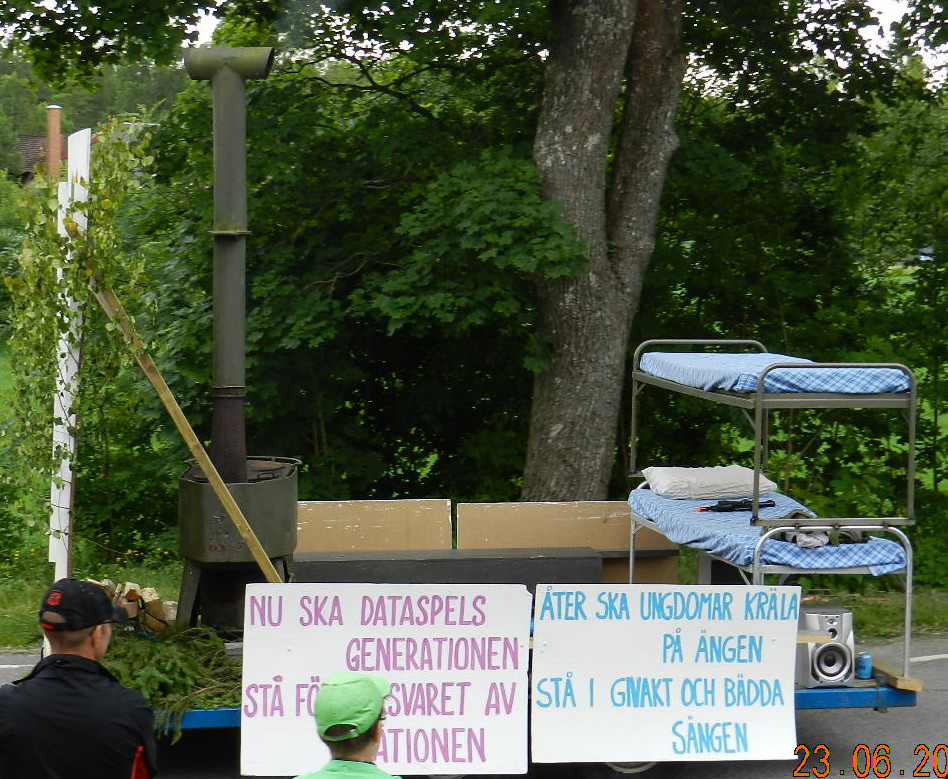 NU SKA DATASPELS
GENERATIONEN
STÅ FÖ SVARET AV
ATIONEN
ÅTER SKA UNGDOMAR KRÄLA
PÅ ÄNGEN
STÅ I GIVAKT OCH BÄDDA
SÄNGEN
23.06.20